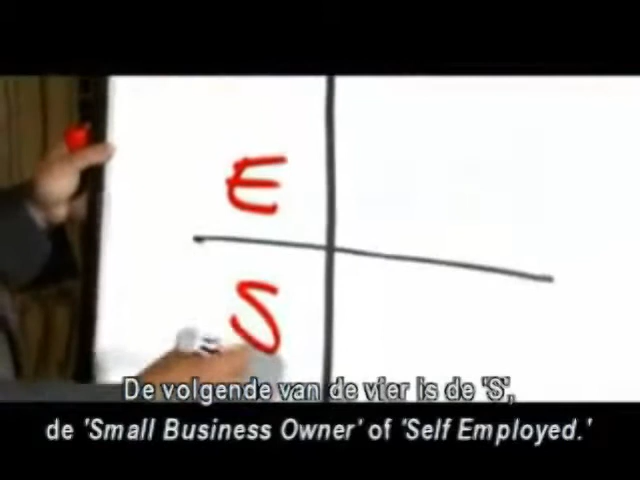 E
S
De volgende van de vier is de 'S',
de 'Small Business Owner' of 'Self Employed.'